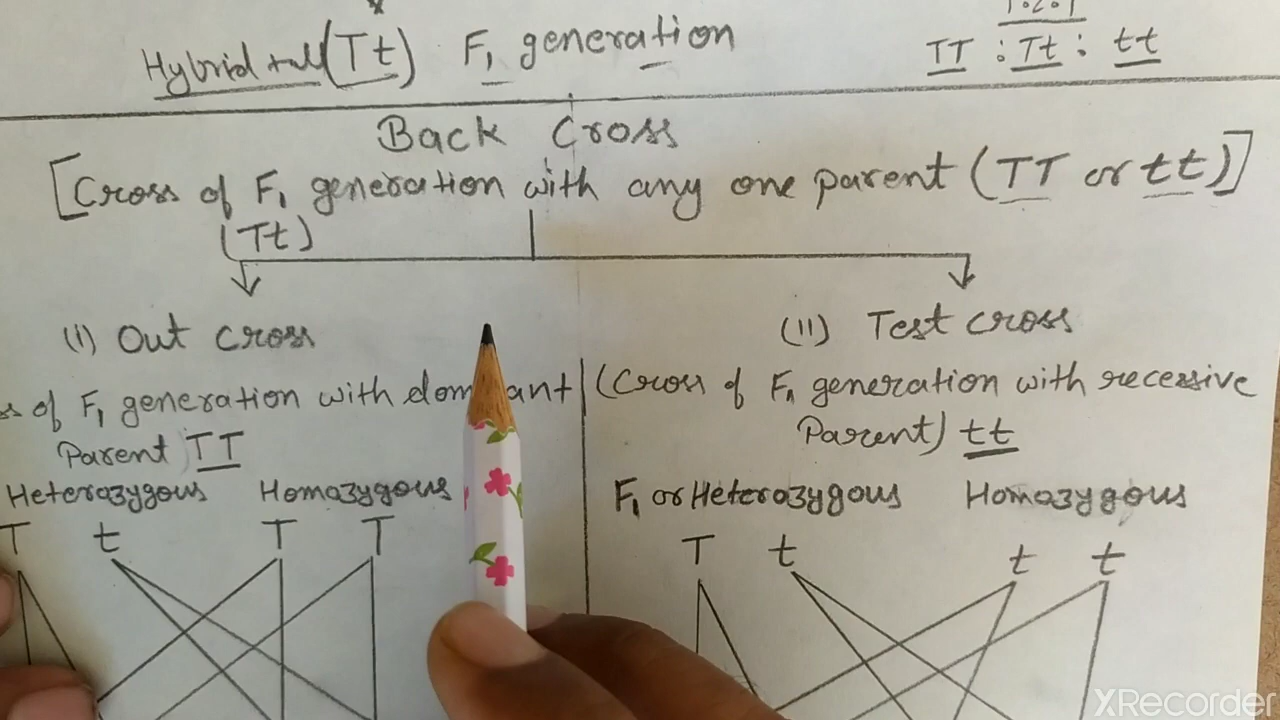 Hybrid tall (Tt) F₁ generation
1:2:1
TT : Tt : tt
Back Cross
[Cross of F₁ generation with any one parent (TT or tt)]
(Tt)
(I) Out Cross
of F₁ generation with dominant
Parent TT
Heterozygous Homozygous
T t T T
(II) Test cross
(Cross of F₁ generation with recessive
Parent) tt
F₁ or Heterozygous Homozygous
T t t t
XRecorder